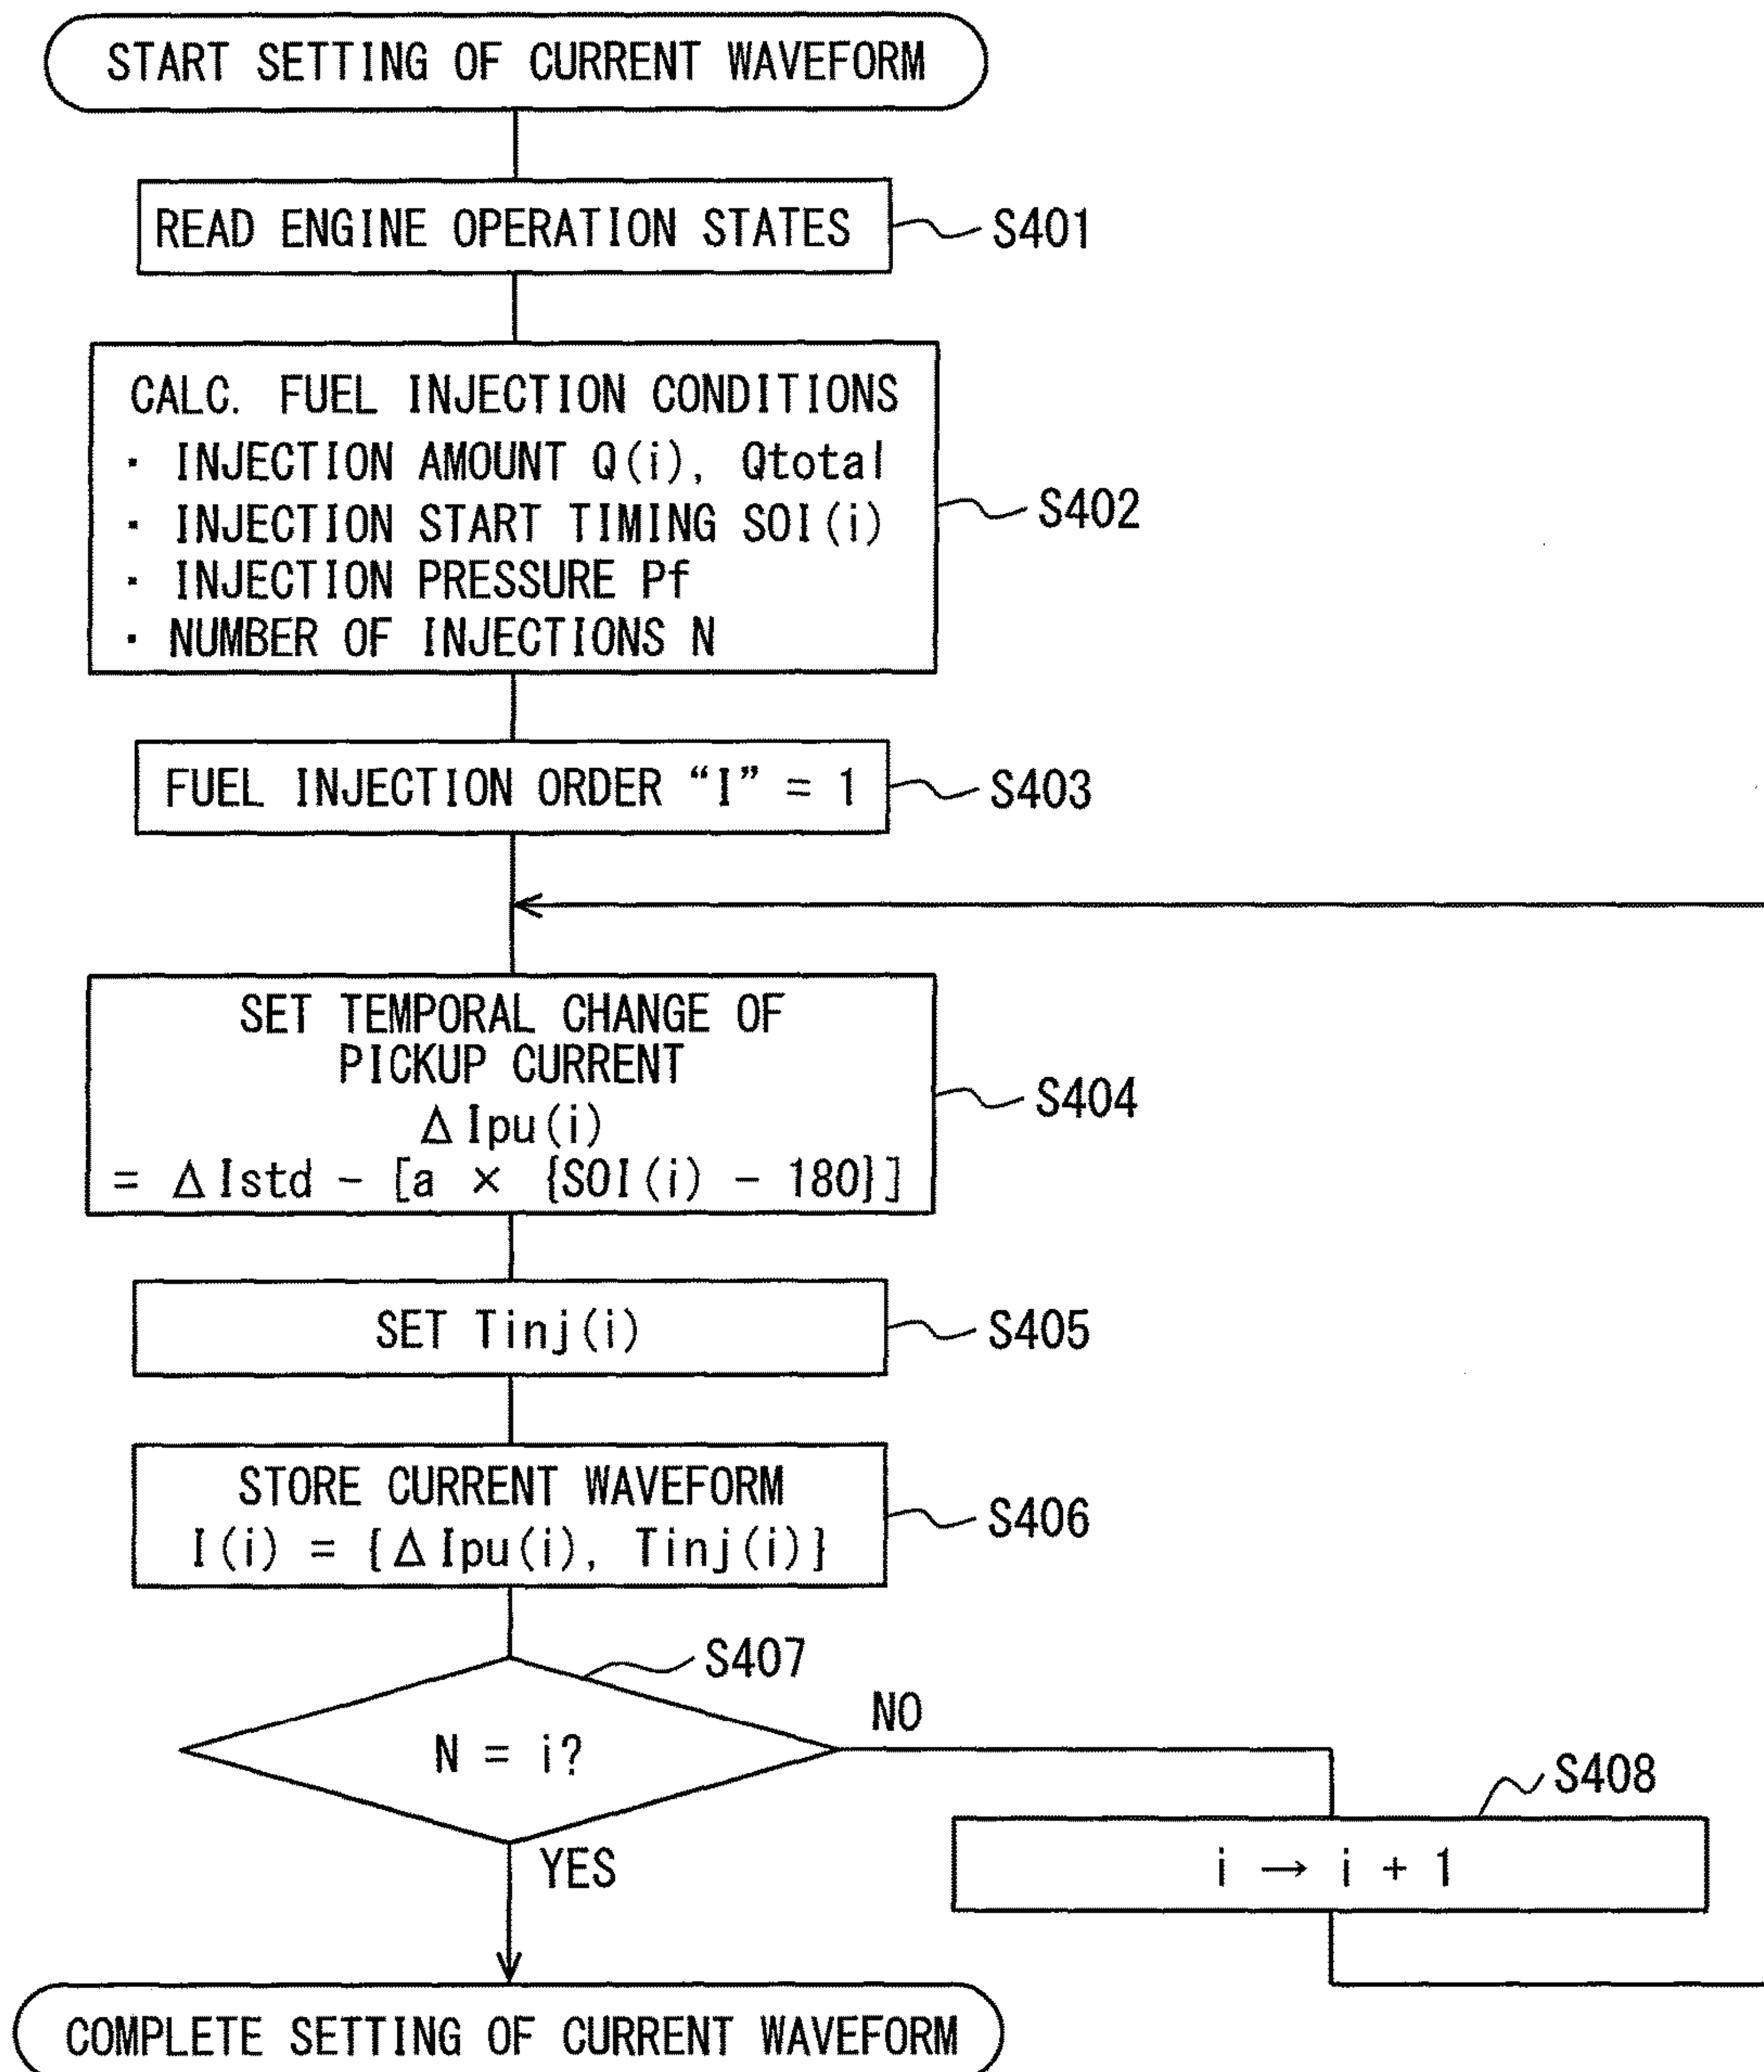 START SETTING OF CURRENT WAVEFORM
READ ENGINE OPERATION STATES
S401
CALC. FUEL INJECTION CONDITIONS
· INJECTION AMOUNT Q(i), Qtotal
· INJECTION START TIMING SOI(i)
· INJECTION PRESSURE Pf
· NUMBER OF INJECTIONS N
S402
FUEL INJECTION ORDER “I” = 1
S403
SET TEMPORAL CHANGE OF
PICKUP CURRENT
ΔIpu(i)
= ΔIstd − [a × {SOI(i) − 180}]
S404
SET Tinj(i)
S405
STORE CURRENT WAVEFORM
I(i) = {ΔIpu(i), Tinj(i)}
S406
S407
N = i?
NO
YES
S408
i → i + 1
COMPLETE SETTING OF CURRENT WAVEFORM